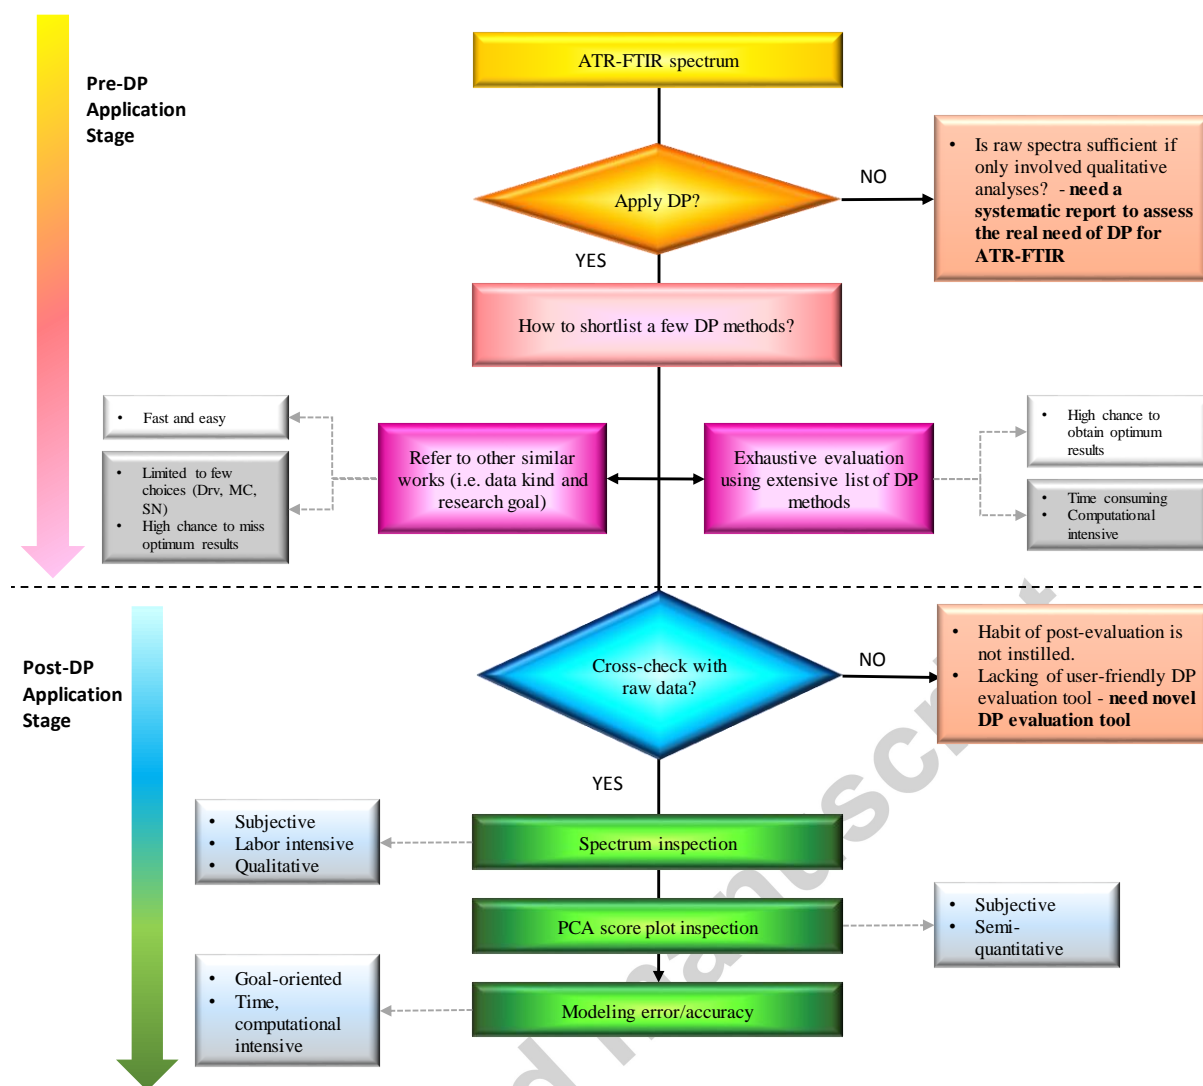 ATR-FTIR spectrum
Pre-DP
Application
Stage
Apply DP?
NO
• Is raw spectra sufficient if
only involved qualitative
analyses? - need a
systematic report to assess
the real need of DP for
ATR-FTIR
YES
How to shortlist a few DP methods?
• Fast and easy
• Limited to few
choices (Drv, MC,
SN)
• High chance to miss
optimum results
Refer to other similar
works (i.e. data kind and
research goal)
Exhaustive evaluation
using extensive list of DP
methods
• High chance to
obtain optimum
results
• Time consuming
• Computational
intensive
Post-DP
Application
Stage
Cross-check with
raw data?
NO
• Habit of post-evaluation is
not instilled.
• Lacking of user-friendly DP
evaluation tool - need novel
DP evaluation tool
YES
• Subjective
• Labor intensive
• Qualitative
Spectrum inspection
PCA score plot inspection
• Subjective
• Semi-
quantitative
• Goal-oriented
• Time,
computational
intensive
Modeling error/accuracy
d manuscript